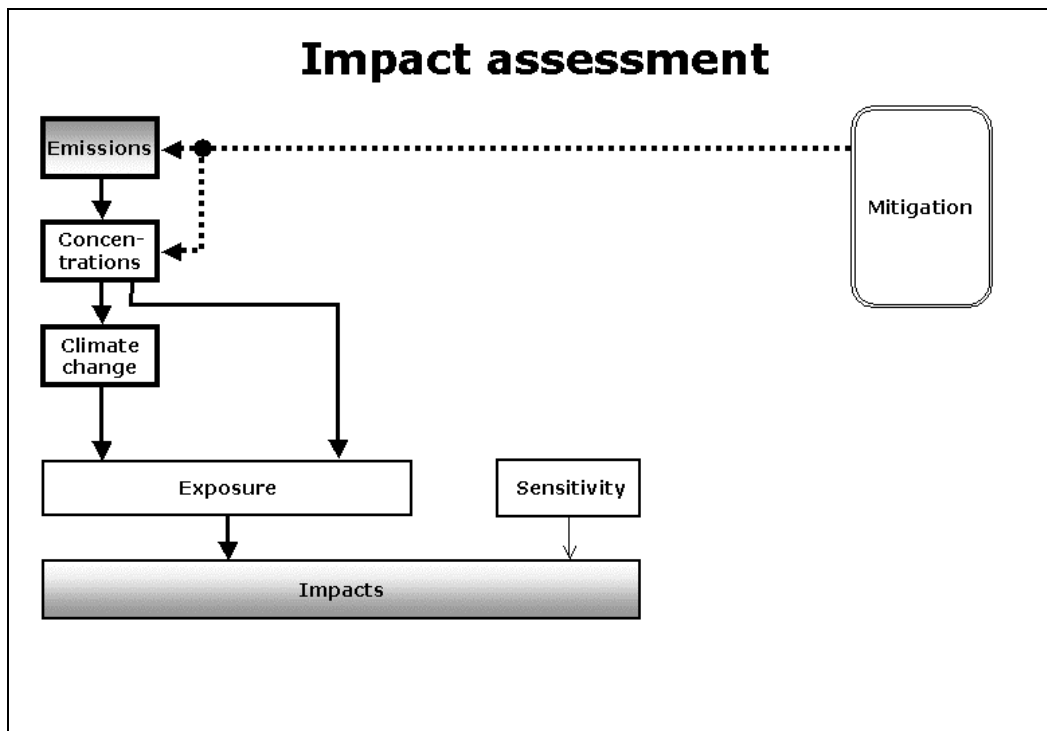 Impact assessment
Emissions
Mitigation
Concen-
trations
Climate
change
Exposure
Sensitivity
Impacts